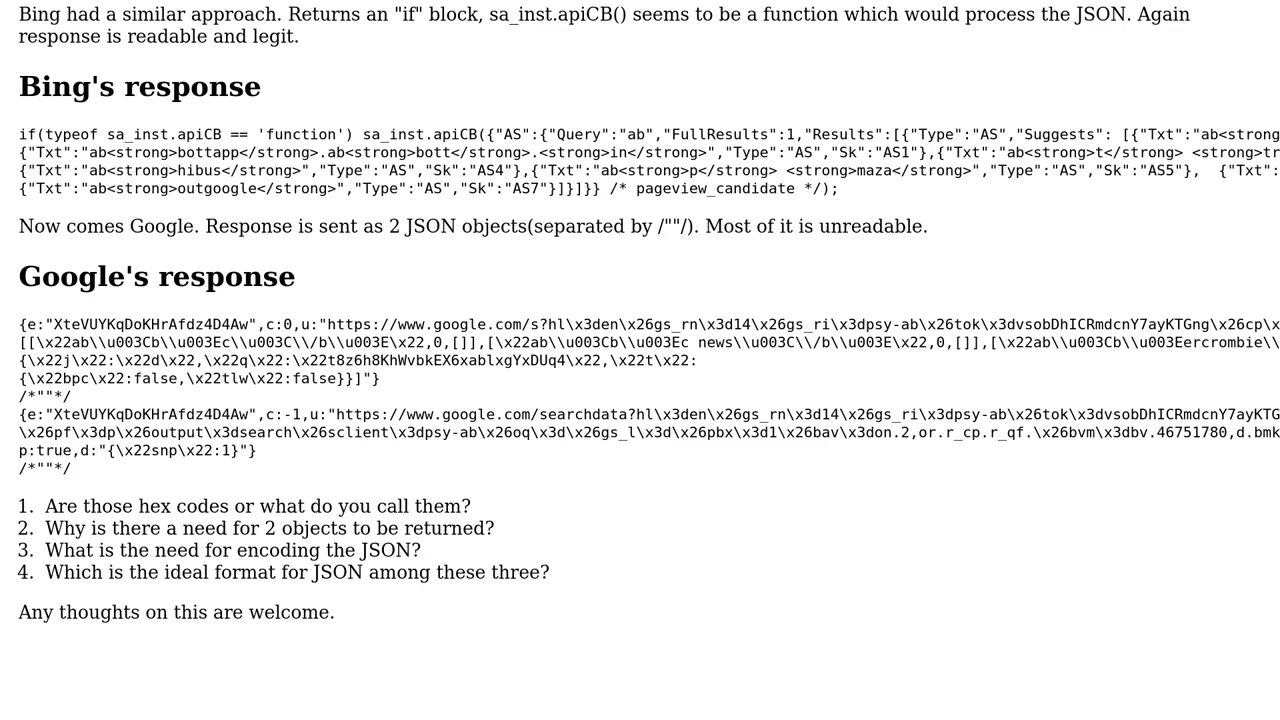 Bing had a similar approach. Returns an "if" block, sa_inst.apiCB() seems to be a function which would process the JSON. Again
response is readable and legit.
Bing's response
if(typeof sa_inst.apiCB == 'function') sa_inst.apiCB({"AS":{"Query":"ab","FullResults":1,"Results":[{"Type":"AS","Suggests": [{"Txt":"ab<strong
{"Txt":"ab<strong>bottapp</strong>.ab<strong>bott</strong>.<strong>in</strong>","Type":"AS","Sk":"AS1"},{"Txt":"ab<strong>t</strong> <strong>tr
{"Txt":"ab<strong>hibus</strong>","Type":"AS","Sk":"AS4"},{"Txt":"ab<strong>p</strong> <strong>maza</strong>","Type":"AS","Sk":"AS5"},  {"Txt":
{"Txt":"ab<strong>outgoogle</strong>","Type":"AS","Sk":"AS7"}]}]}} /* pageview_candidate */);
Now comes Google. Response is sent as 2 JSON objects(separated by /""/). Most of it is unreadable.
Google's response
{e:"XteVUYKqDoKHrAfdz4D4Aw",c:0,u:"https://www.google.com/s?hl\x3den\x26gs_rn\x3d14\x26gs_ri\x3dpsy-ab\x26tok\x3dvsobDhICRmdcnY7ayKTGng\x26cp\x
[[\x22ab\\u003Cb\\u003Ec\\u003C\\/b\\u003E\x22,0,[]],[\x22ab\\u003Cb\\u003Ec news\\u003C\\/b\\u003E\x22,0,[]],[\x22ab\\u003Cb\\u003Eercrombie\\
{\x22j\x22:\x22d\x22,\x22q\x22:\x22t8z6h8KhWvbkEX6xablxgYxDUq4\x22,\x22t\x22:
{\x22bpc\x22:false,\x22tlw\x22:false}}]"}
/*""*/
{e:"XteVUYKqDoKHrAfdz4D4Aw",c:-1,u:"https://www.google.com/searchdata?hl\x3den\x26gs_rn\x3d14\x26gs_ri\x3dpsy-ab\x26tok\x3dvsobDhICRmdcnY7ayKTG
\x26pf\x3dp\x26output\x3dsearch\x26sclient\x3dpsy-ab\x26oq\x3d\x26gs_l\x3d\x26pbx\x3d1\x26bav\x3don.2,or.r_cp.r_qf.\x26bvm\x3dbv.46751780,d.bmk
p:true,d:"{\x22snp\x22:1}"}
/*""*/
1. Are those hex codes or what do you call them?
2. Why is there a need for 2 objects to be returned?
3. What is the need for encoding the JSON?
4. Which is the ideal format for JSON among these three?
Any thoughts on this are welcome.